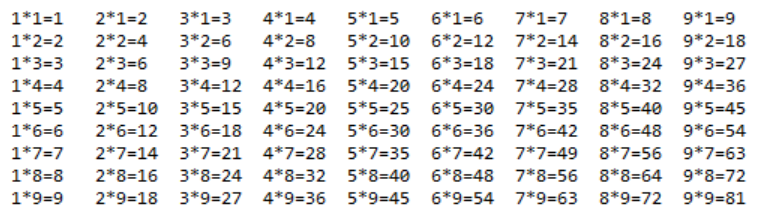 1*1=1 2*1=2 3*1=3 4*1=4 5*1=5 6*1=6 7*1=7 8*1=8 9*1=9
1*2=2 2*2=4 3*2=6 4*2=8 5*2=10 6*2=12 7*2=14 8*2=16 9*2=18
1*3=3 2*3=6 3*3=9 4*3=12 5*3=15 6*3=18 7*3=21 8*3=24 9*3=27
1*4=4 2*4=8 3*4=12 4*4=16 5*4=20 6*4=24 7*4=28 8*4=32 9*4=36
1*5=5 2*5=10 3*5=15 4*5=20 5*5=25 6*5=30 7*5=35 8*5=40 9*5=45
1*6=6 2*6=12 3*6=18 4*6=24 5*6=30 6*6=36 7*6=42 8*6=48 9*6=54
1*7=7 2*7=14 3*7=21 4*7=28 5*7=35 6*7=42 7*7=49 8*7=56 9*7=63
1*8=8 2*8=16 3*8=24 4*8=32 5*8=40 6*8=48 7*8=56 8*8=64 9*8=72
1*9=9 2*9=18 3*9=27 4*9=36 5*9=45 6*9=54 7*9=63 8*9=72 9*9=81